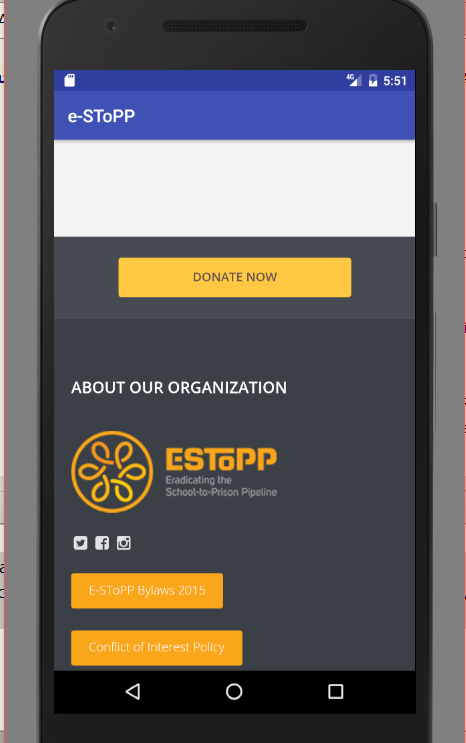 4G 5:51
e-SToPP
DONATE NOW
ABOUT OUR ORGANIZATION
E-SToPP
Eradicating the
School-to-Prison Pipeline
E-SToPP Bylaws 2015
Conflict of Interest Policy